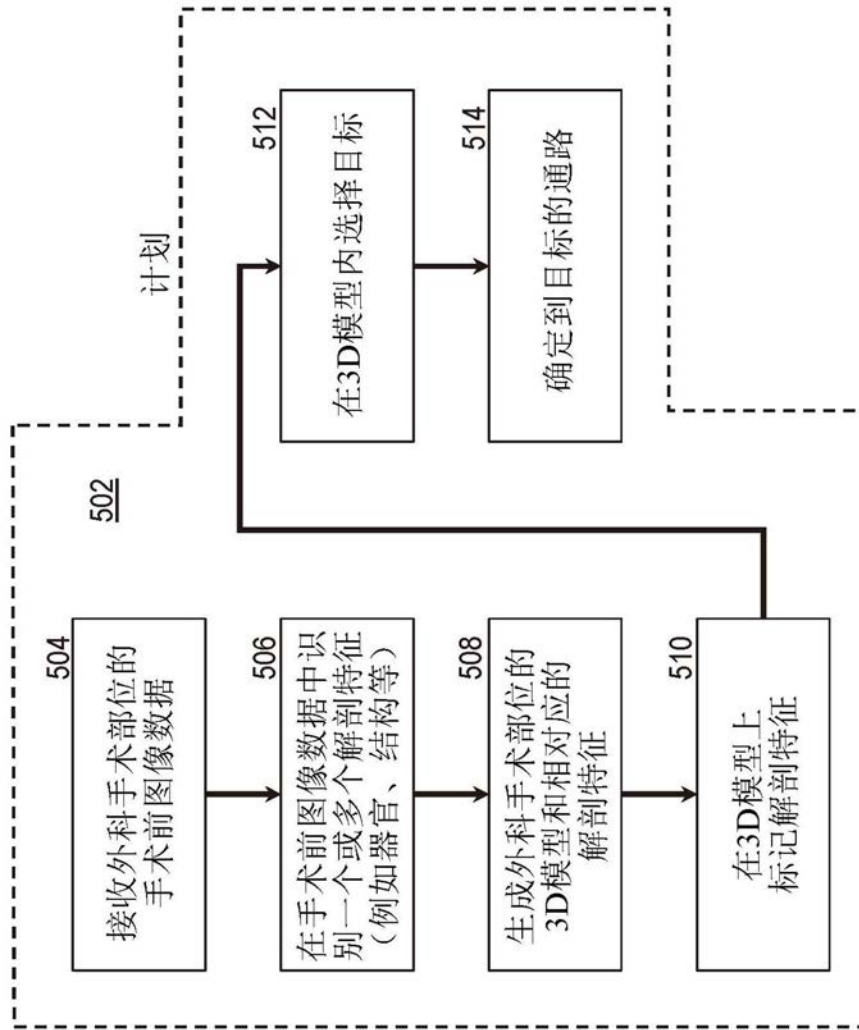 计划
502
504
接收外科手术部位的
手术前图像数据
506
在手术前图像数据中识
别一个或多个解剖特征
（例如器官、结构等）
508
生成外科手术部位的
3D模型和相对应的
解剖特征
510
在3D模型上
标记解剖特征
512
在3D模型内选择目标
514
确定到目标的通路